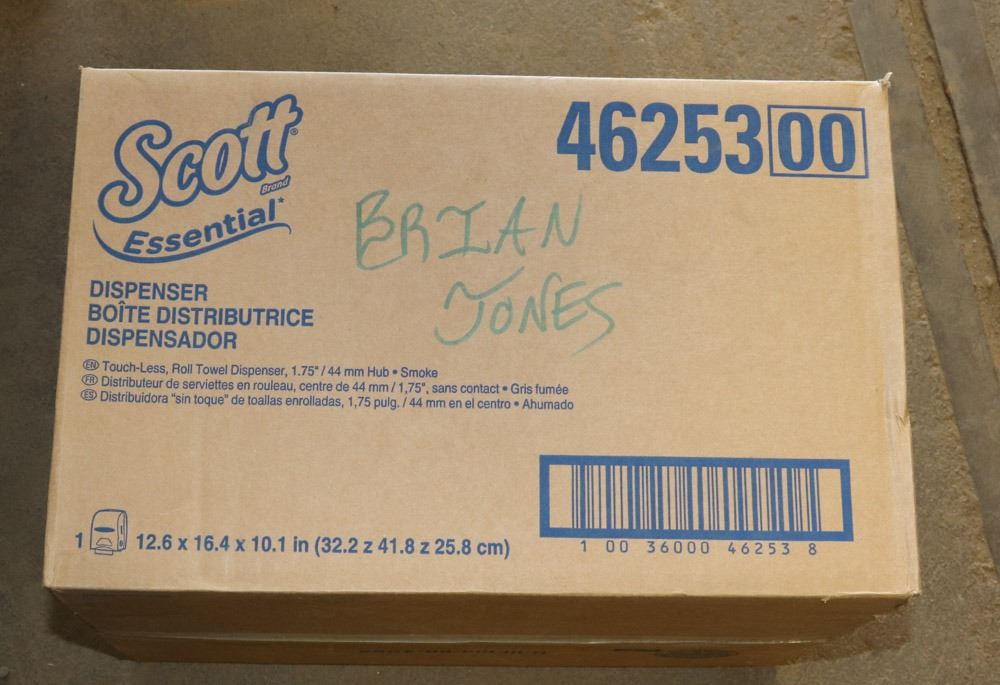 Scott®
Brand
Essential*
4625300
BRIAN
JONES
DISPENSER
BOÎTE DISTRIBUTRICE
DISPENSADOR
EN Touch-Less, Roll Towel Dispenser, 1.75" / 44 mm Hub • Smoke
FR Distributeur de serviettes en rouleau, centre de 44 mm / 1,75", sans contact • Gris fumée
ES Distribuidora "sin toque" de toallas enrolladas, 1,75 pulg. / 44 mm en el centro • Ahumado
1 12.6 x 16.4 x 10.1 in (32.2 z 41.8 z 25.8 cm)
1 00 36000 46253 8